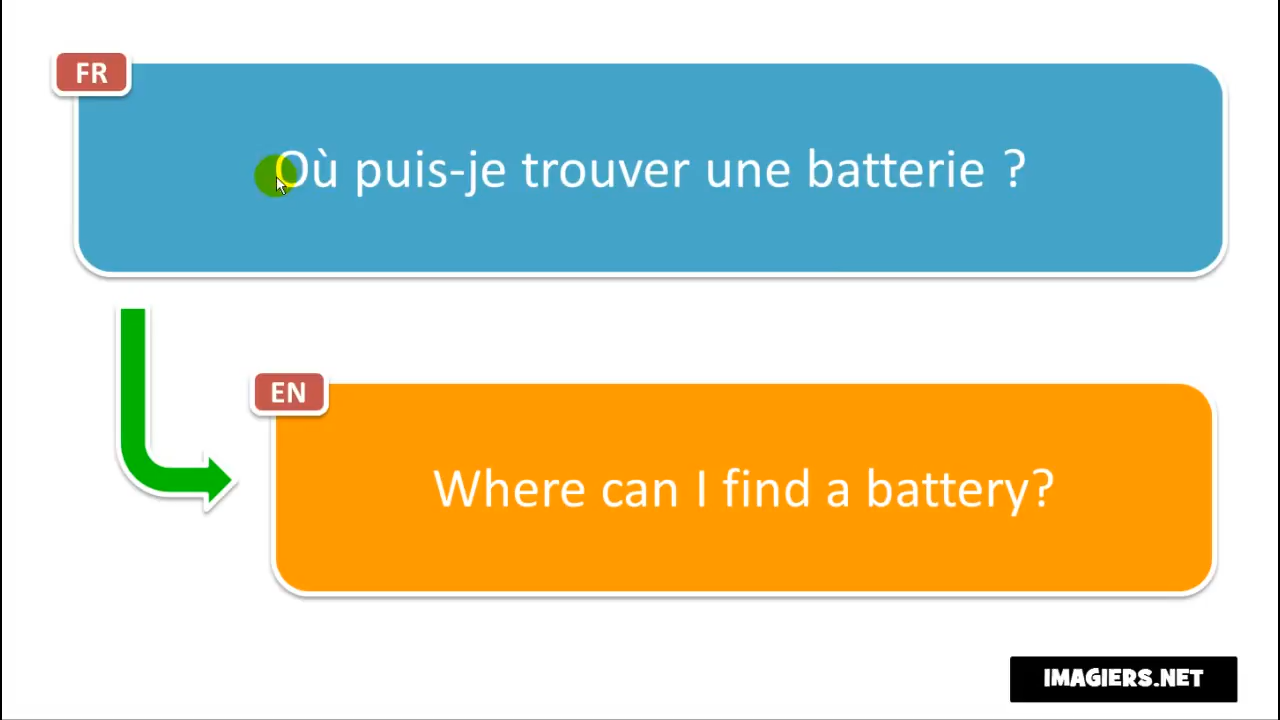 FR
Où puis-je trouver une batterie ?
EN
Where can I find a battery?
IMAGIERS.NET